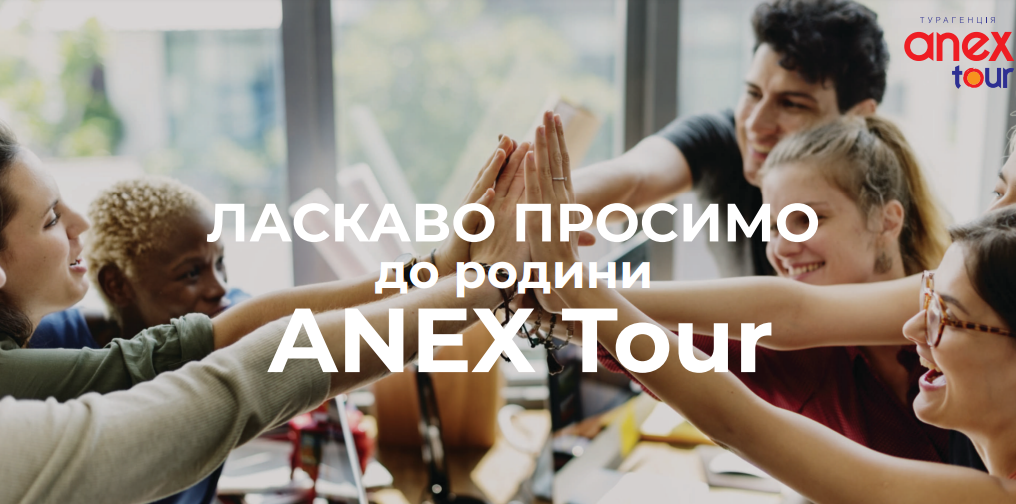 ТУРАГЕНЦІЯ
anex
tour
ЛАСКАВО ПРОСИМО
до родини
ANEX Tour